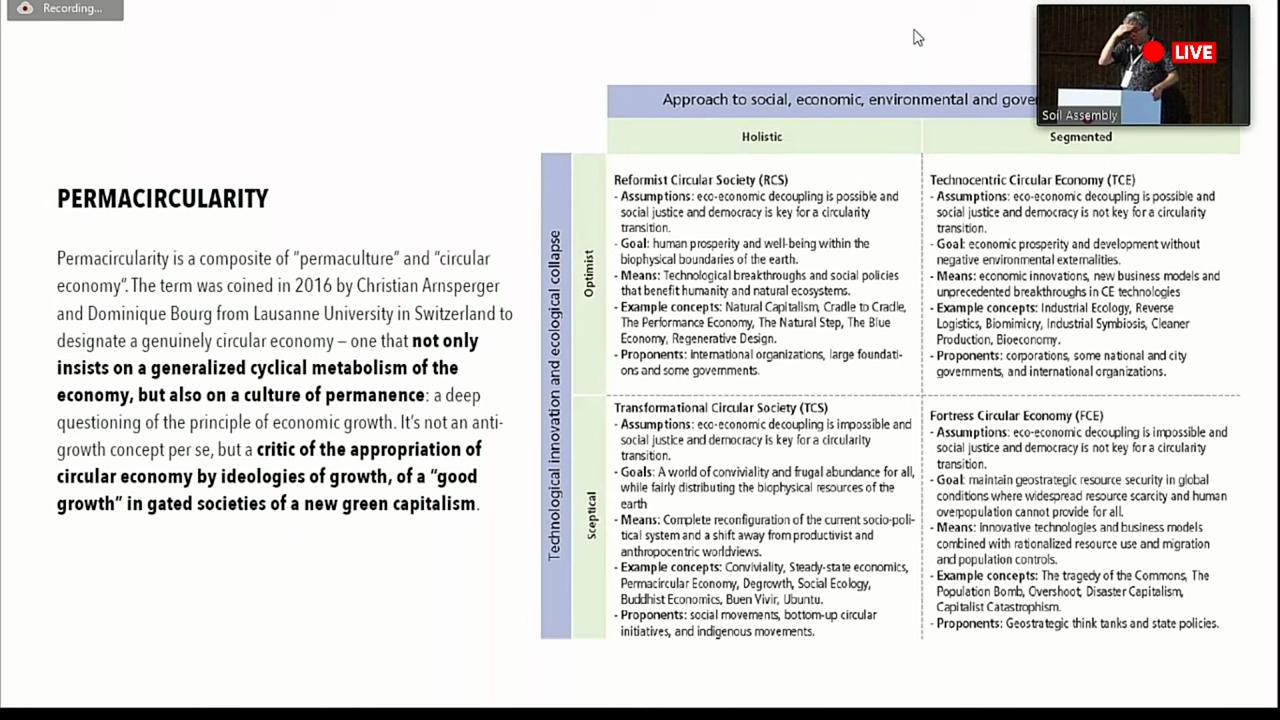 Recording...
LIVE
Soil Assembly
PERMACIRCULARITY
Permacircularity is a composite of "permaculture" and "circular
economy". The term was coined in 2016 by Christian Arnsperger
and Dominique Bourg from Lausanne University in Switzerland to
designate a genuinely circular economy – one that not only
insists on a generalized cyclical metabolism of the
economy, but also on a culture of permanence: a deep
questioning of the principle of economic growth. It's not an anti-
growth concept per se, but a critic of the appropriation of
circular economy by ideologies of growth, of a "good
growth" in gated societies of a new green capitalism.
Approach to social, economic, environmental and
Holistic
Segmented
Technological innovation and ecological collapse
Optimist
Reformist Circular Society (RCS)
- Assumptions: eco-economic decoupling is possible and
social justice and democracy is key for a circularity
transition.
- Goal: human prosperity and well-being within the
biophysical boundaries of the earth.
- Means: Technological breakthroughs and social policies
that benefit humanity and natural ecosystems.
- Example concepts: Natural Capitalism, Cradle to Cradle,
The Performance Economy, The Natural Step, The Blue
Economy, Regenerative Design.
- Proponents: international organizations, large foundati-
ons and some governments.
Technocentric Circular Economy (TCE)
- Assumptions: eco-economic decoupling is possible and
social justice and democracy is not key for a circularity
transition.
- Goal: economic prosperity and development without
negative environmental externalities.
- Means: economic innovations, new business models and
unprecedented breakthroughs in CE technologies
- Example concepts: Industrial Ecology, Reverse
Logistics, Biomimicry, Industrial Symbiosis, Cleaner
Production, Bioeconomy.
- Proponents: corporations, some national and city
governments, and international organizations.
Sceptical
Transformational Circular Society (TCS)
- Assumptions: eco-economic decoupling is impossible and
social justice and democracy is key for a circularity
transition.
- Goals: A world of conviviality and frugal abundance for all,
while fairly distributing the biophysical resources of the
earth
- Means: Complete reconfiguration of the current socio-poli-
tical system and a shift away from productivist and
anthropocentric worldviews.
- Example concepts: Conviviality, Steady-state economics,
Permacircular Economy, Degrowth, Social Ecology,
Buddhist Economics, Buen Vivir, Ubuntu.
- Proponents: social movements, bottom-up circular
initiatives, and indigenous movements.
Fortress Circular Economy (FCE)
- Assumptions: eco-economic decoupling is impossible and
social justice and democracy is not key for a circularity
transition.
- Goal: maintain geostrategic resource security in global
conditions where widespread resource scarcity and human
overpopulation cannot provide for all.
- Means: innovative technologies and business models
combined with rationalized resource use and migration
and population controls.
- Example concepts: The tragedy of the Commons, The
Population Bomb, Overshoot, Disaster Capitalism,
Capitalist Catastrophism.
- Proponents: Geostrategic think tanks and state policies.